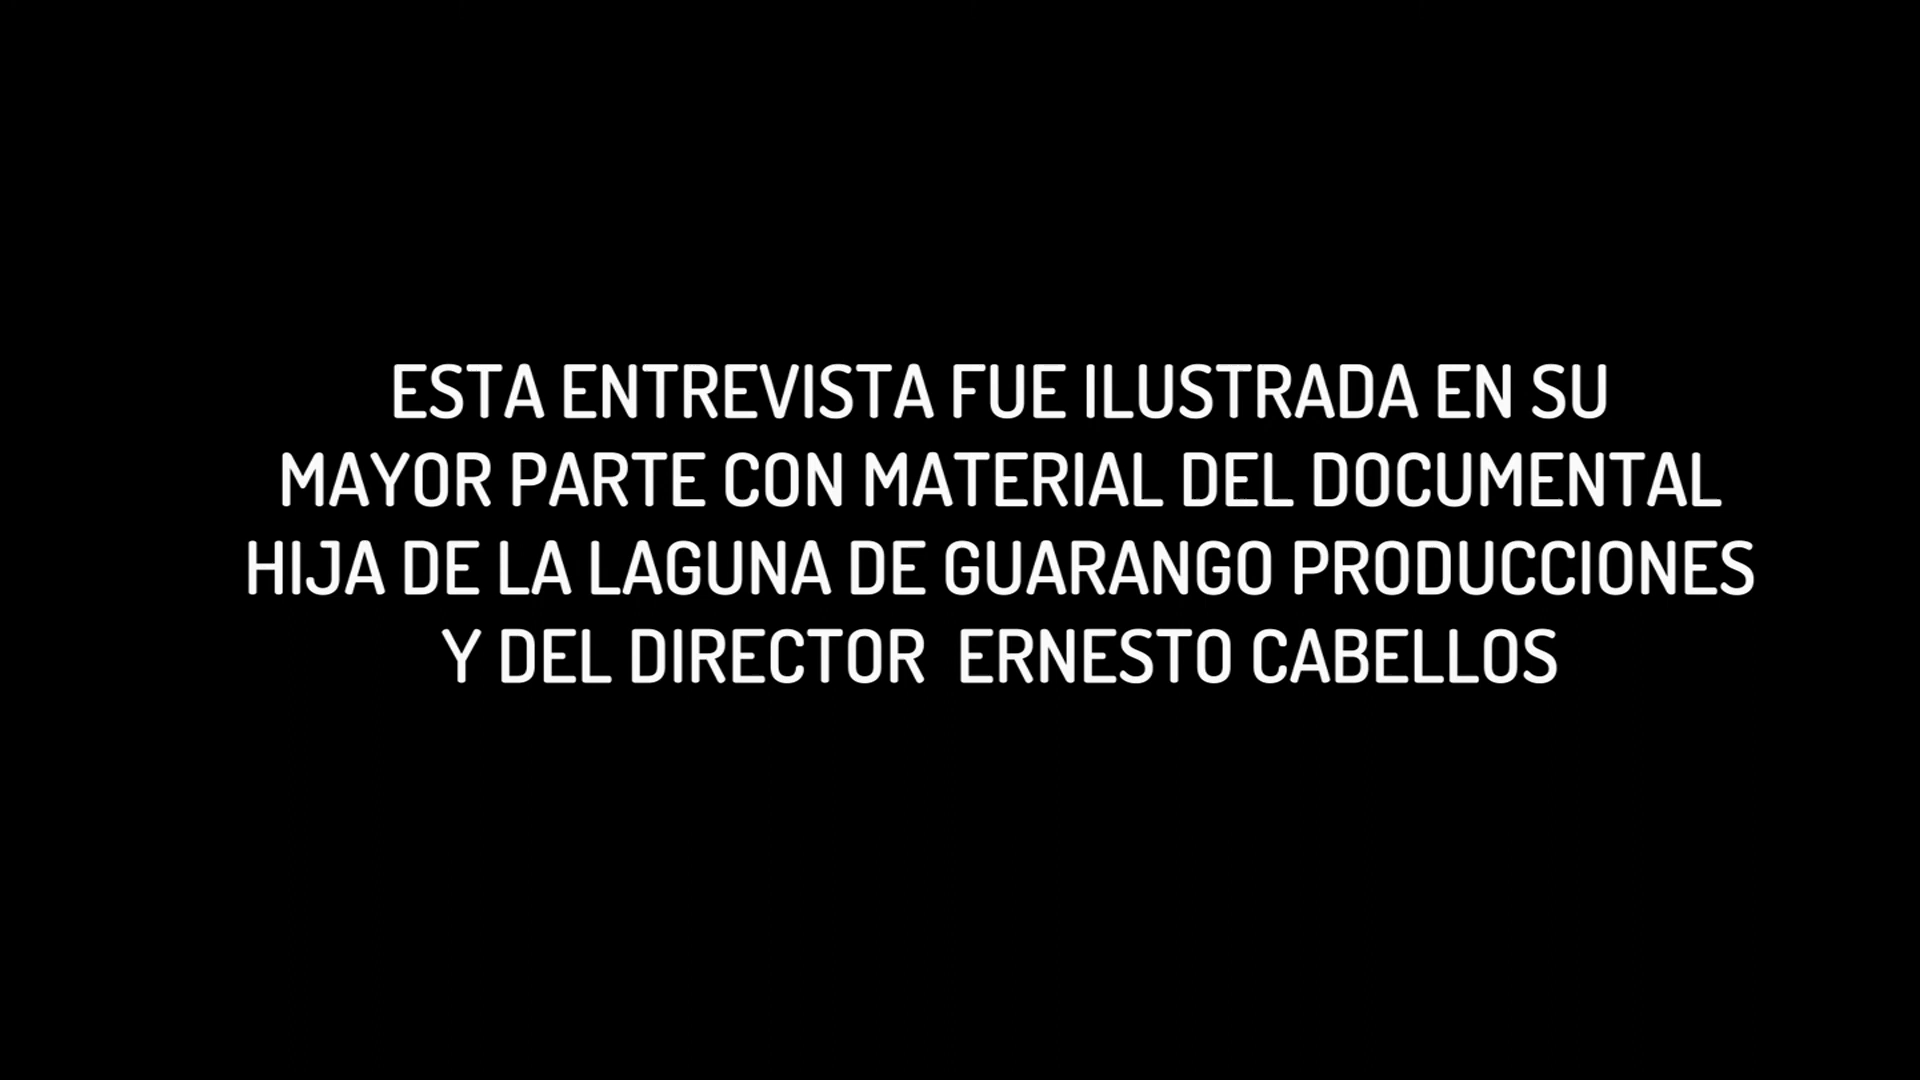 ESTA ENTREVISTA FUE ILUSTRADA EN SU
MAYOR PARTE CON MATERIAL DEL DOCUMENTAL
HIJA DE LA LAGUNA DE GUARANGO PRODUCCIONES
Y DEL DIRECTOR ERNESTO CABELLOS